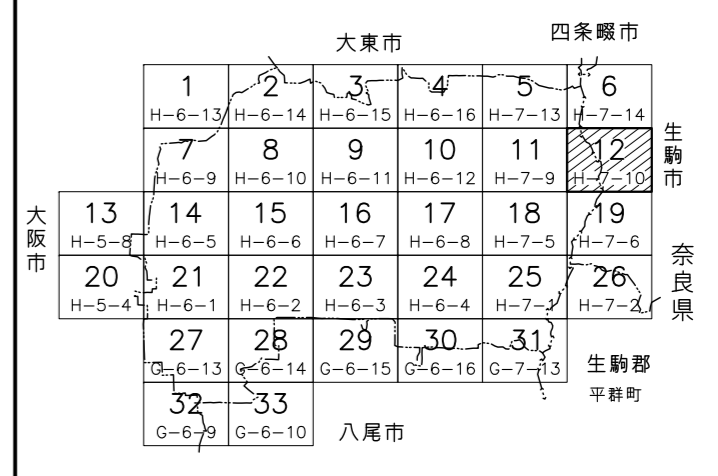 四条畷市
大東市
1 2 3 4 5 6
H-6-13 H-6-14 H-6-15 H-6-16 H-7-13 H-7-14
7 8 9 10 11 12
H-6-9 H-6-10 H-6-11 H-6-12 H-7-9 H-7-10
生駒市
大阪市
13 14 15 16 17 18 19
H-5-8 H-6-5 H-6-6 H-6-7 H-6-8 H-7-5 H-7-6
20 21 22 23 24 25 26
H-5-4 H-6-1 H-6-2 H-6-3 H-6-4 H-7-1 H-7-2
奈良県
27 28 29 30 31
G-6-13 G-6-14 G-6-15 G-6-16 G-7-13
生駒郡
平群町
32 33
G-6-9 G-6-10
八尾市